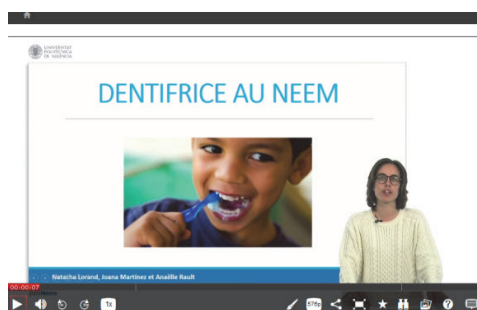 UNIVERSITAT
POLITÈCNICA
DE VALÈNCIA
DENTIFRICE AU NEEM
Natacha Lorand, Joana Martinez et Anaëlle Rault
00:00:07
1x
576p